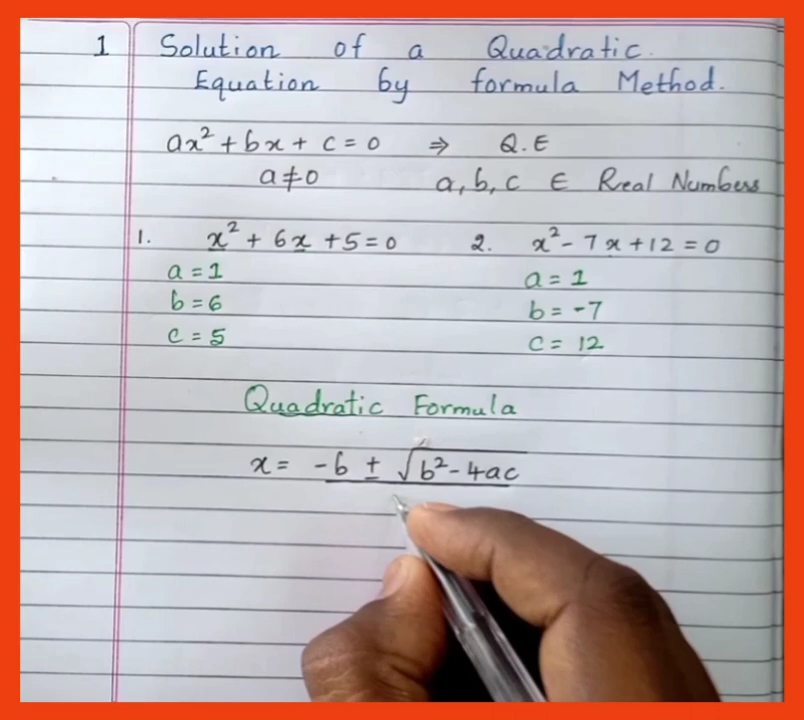 1 Solution of a Quadratic.
Equation by formula Method.
ax² + bx + c = 0 ⇒ Q.E
a ≠ 0 a, b, c ∈ Real Numbers
1. x² + 6x + 5 = 0 2. x² - 7x + 12 = 0
a = 1 a = 1
b = 6 b = -7
c = 5 c = 12
Quadratic Formula
x = -b ± √b² - 4ac